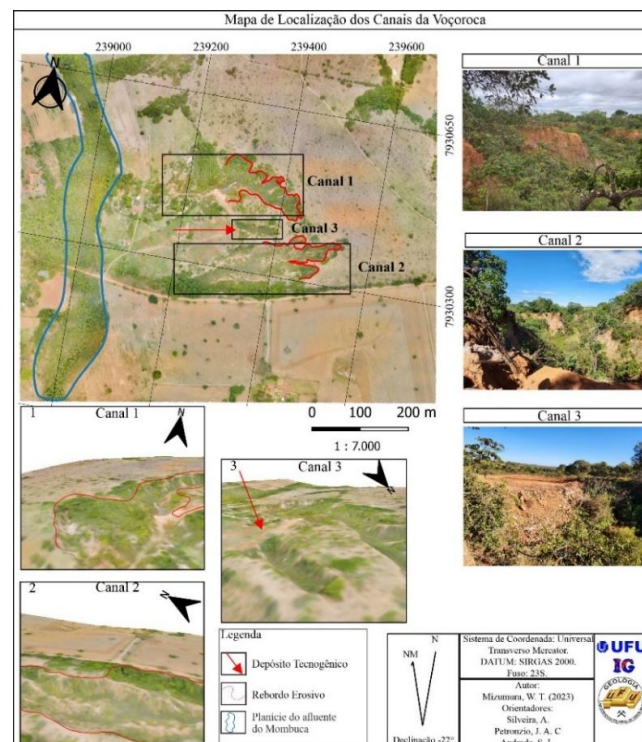 Mapa de Localização dos Canais da Voçoroca
239000 239200 239400 239600
7930650
7930300
Canal 1
Canal 3
Canal 2
Canal 1
Canal 2
Canal 3
0 100 200 m
1 : 7.000
1 Canal 1
N
3 Canal 3
N
2 Canal 2
N
Legenda
Depósito Tecnogênico
Rebordo Erosivo
Planície do afluente
do Mombuca
N
NM
Declinação -22°
Sistema de Coordenada: Universal
Transverso Mercator.
DATUM: SIRGAS 2000.
Fuso: 23S.
Autor:
Mizumura, W. T. (2023)
Orientadores:
Silveira, A.
Petronzio, J. A. C
UFU
IG
GEOLOGIA
UFU